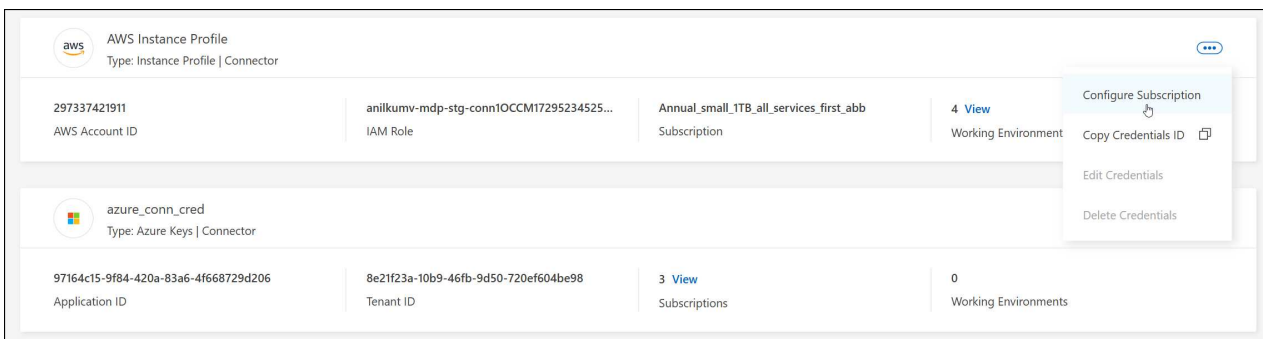 aws
AWS Instance Profile
Type: Instance Profile | Connector
297337421911
AWS Account ID
anilkumv-mdp-stg-conn1OCCM17295234525...
IAM Role
Annual_small_1TB_all_services_first_abb
Subscription
4 View
Working Environment
Configure Subscription
Copy Credentials ID
Edit Credentials
Delete Credentials
azure_conn_cred
Type: Azure Keys | Connector
97164c15-9f84-420a-83a6-4f668729d206
Application ID
8e21f23a-10b9-46fb-9d50-720ef604be98
Tenant ID
3 View
Subscriptions
0
Working Environments